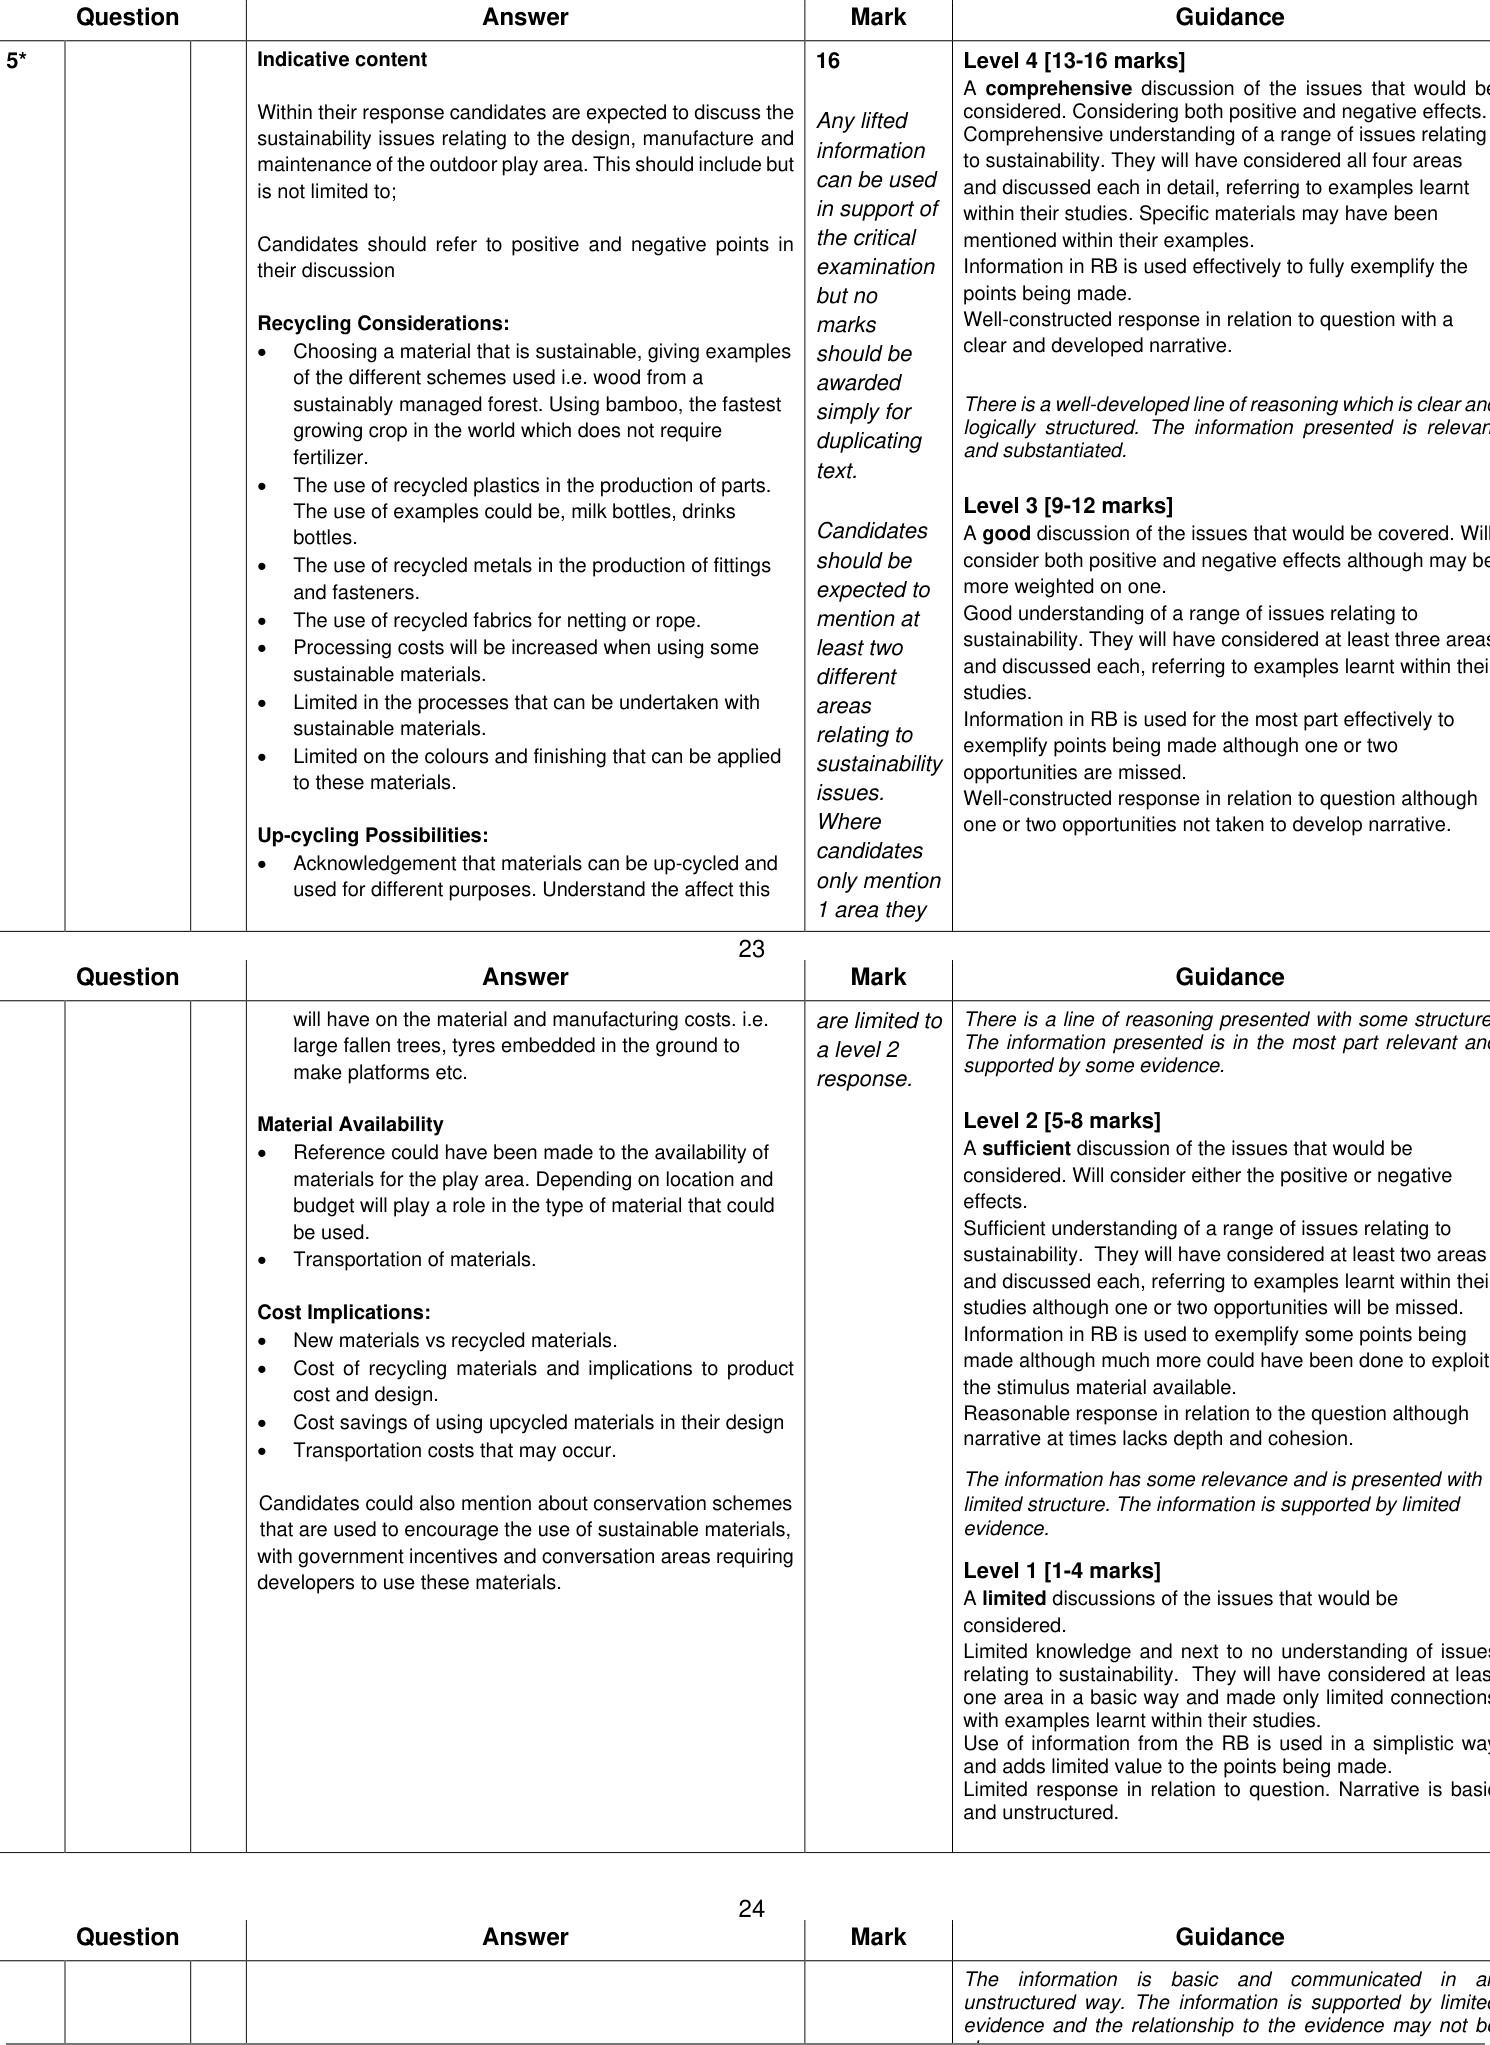 Question Answer Mark Guidance
5*
Indicative content
Within their response candidates are expected to discuss the
sustainability issues relating to the design, manufacture and
maintenance of the outdoor play area. This should include but
is not limited to;
Candidates should refer to positive and negative points in
their discussion
Recycling Considerations:
• Choosing a material that is sustainable, giving examples
of the different schemes used i.e. wood from a
sustainably managed forest. Using bamboo, the fastest
growing crop in the world which does not require
fertilizer.
• The use of recycled plastics in the production of parts.
The use of examples could be, milk bottles, drinks
bottles.
• The use of recycled metals in the production of fittings
and fasteners.
• The use of recycled fabrics for netting or rope.
• Processing costs will be increased when using some
sustainable materials.
• Limited in the processes that can be undertaken with
sustainable materials.
• Limited on the colours and finishing that can be applied
to these materials.
Up-cycling Possibilities:
• Acknowledgement that materials can be up-cycled and
used for different purposes. Understand the affect this
16
Any lifted
information
can be used
in support of
the critical
examination
but no
marks
should be
awarded
simply for
duplicating
text.
Candidates
should be
expected to
mention at
least two
different
areas
relating to
sustainability
issues.
Where
candidates
only mention
1 area they
Level 4 [13-16 marks]
A comprehensive discussion of the issues that would
considered. Considering both positive and negative effects.
Comprehensive understanding of a range of issues relating
to sustainability. They will have considered all four areas
and discussed each in detail, referring to examples learnt
within their studies. Specific materials may have been
mentioned within their examples.
Information in RB is used effectively to fully exemplify the
points being made.
Well-constructed response in relation to question with a
clear and developed narrative.
There is a well-developed line of reasoning which is clear
logically structured. The information presented is
and substantiated.
Level 3 [9-12 marks]
A good discussion of the issues that would be covered. Will
consider both positive and negative effects although may
more weighted on one.
Good understanding of a range of issues relating to
sustainability. They will have considered at least three areas
and discussed each, referring to examples learnt within
studies.
Information in RB is used for the most part effectively to
exemplify points being made although one or two
opportunities are missed.
Well-constructed response in relation to question although
one or two opportunities not taken to develop narrative.
23
Question Answer Mark Guidance
will have on the material and manufacturing costs. i.e.
large fallen trees, tyres embedded in the ground to
make platforms etc.
Material Availability
• Reference could have been made to the availability of
materials for the play area. Depending on location and
budget will play a role in the type of material that could
be used.
• Transportation of materials.
Cost Implications:
• New materials vs recycled materials.
• Cost of recycling materials and implications to product
cost and design.
• Cost savings of using upcycled materials in their design
• Transportation costs that may occur.
Candidates could also mention about conservation schemes
that are used to encourage the use of sustainable materials,
with government incentives and conversation areas requiring
developers to use these materials.
are limited to
a level 2
response.
There is a line of reasoning presented with some structure
The information presented is in the most part relevant
supported by some evidence.
Level 2 [5-8 marks]
A sufficient discussion of the issues that would be
considered. Will consider either the positive or negative
effects.
Sufficient understanding of a range of issues relating to
sustainability. They will have considered at least two areas
and discussed each, referring to examples learnt within
studies although one or two opportunities will be missed.
Information in RB is used to exemplify some points being
made although much more could have been done to exploit
the stimulus material available.
Reasonable response in relation to the question although
narrative at times lacks depth and cohesion.
The information has some relevance and is presented with
limited structure. The information is supported by limited
evidence.
Level 1 [1-4 marks]
A limited discussions of the issues that would be
considered.
Limited knowledge and next to no understanding of issues
relating to sustainability. They will have considered at
one area in a basic way and made only limited connections
with examples learnt within their studies.
Use of information from the RB is used in a simplistic way
and adds limited value to the points being made.
Limited response in relation to question. Narrative is
and unstructured.
24
Question Answer Mark Guidance
The information is basic and communicated in
unstructured way. The information is supported by limited
evidence and the relationship to the evidence may not